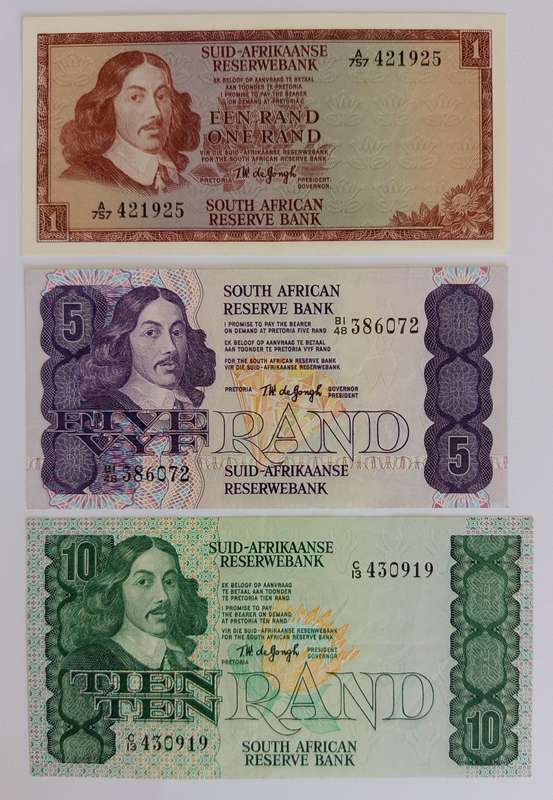 1
SUID-AFRIKAANSE
RESERWEBANK
A/757 421925
EK BELOOF OP AANVRAAG TE BETAAL
AAN TOONDER TE PRETORIA
I PROMISE TO PAY THE BEARER
ON DEMAND AT PRETORIA
EEN RAND
ONE RAND
VIR DIE SUID-AFRIKAANSE RESERWEBANK
FOR THE SOUTH AFRICAN RESERVE BANK
PRETORIA T.W. de Jongh PRESIDENT.
GOVERNOR.
A/757 421925
SOUTH AFRICAN
RESERVE BANK
1
5
SOUTH AFRICAN
RESERVE BANK
I PROMISE TO PAY THE BEARER
ON DEMAND AT PRETORIA FIVE RAND
B1/48 386072
EK BELOOF OP AANVRAAG TE BETAAL
AAN TOONDER TE PRETORIA VYF RAND
FOR THE SOUTH AFRICAN RESERVE BANK
VIR DIE SUID-AFRIKAANSE RESERWEBANK
PRETORIA T.W. de Jongh GOVERNOR
PRESIDENT
FIVE
VYF RAND
5
B1/48 386072
SUID-AFRIKAANSE
RESERWEBANK
10
SUID-AFRIKAANSE
RESERWEBANK
C/13 430919
EK BELOOF OP AANVRAAG
TE BETAAL AAN TOONDER
TE PRETORIA TIEN RAND
I PROMISE TO PAY
THE BEARER ON DEMAND
AT PRETORIA TEN RAND
VIR DIE SUID-AFRIKAANSE RESERWEBANK
FOR THE SOUTH AFRICAN RESERVE BANK
PRETORIA T.W. de Jongh PRESIDENT
GOVERNOR
TIEN
TEN RAND
10
C/13 430919
SOUTH AFRICAN
RESERVE BANK